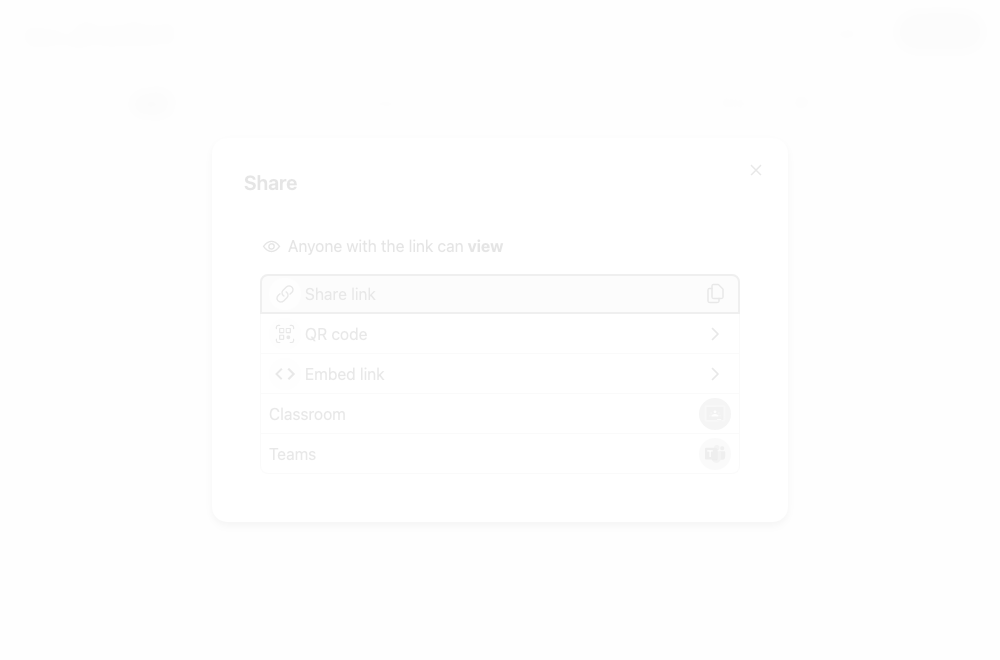 Share
Anyone with the link can view
Share link
QR code
Embed link
Classroom
Teams